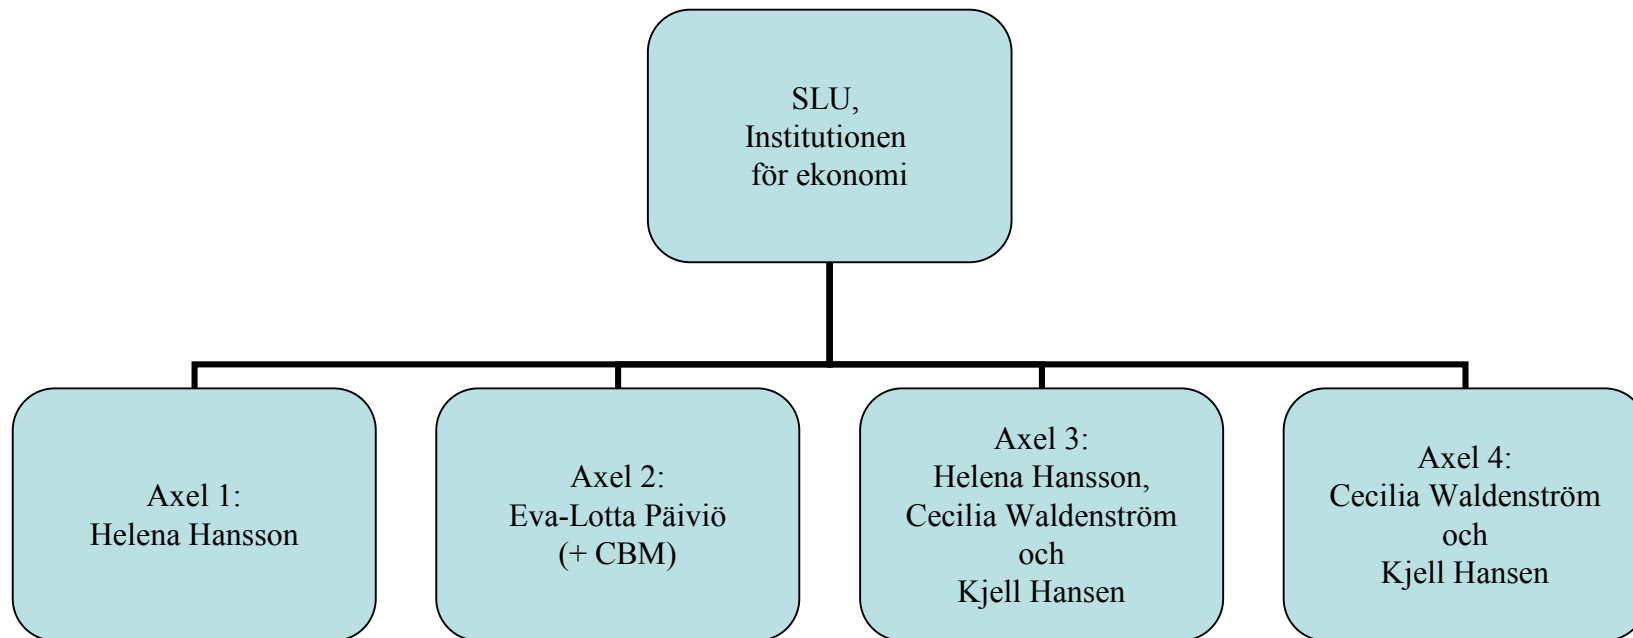 SLU,
Institutionen
för ekonomi
Axel 1:
Helena Hansson
Axel 2:
Eva-Lotta Päiviö
(+ CBM)
Axel 3:
Helena Hansson,
Cecilia Waldenström
och
Kjell Hansen
Axel 4:
Cecilia Waldenström
och
Kjell Hansen